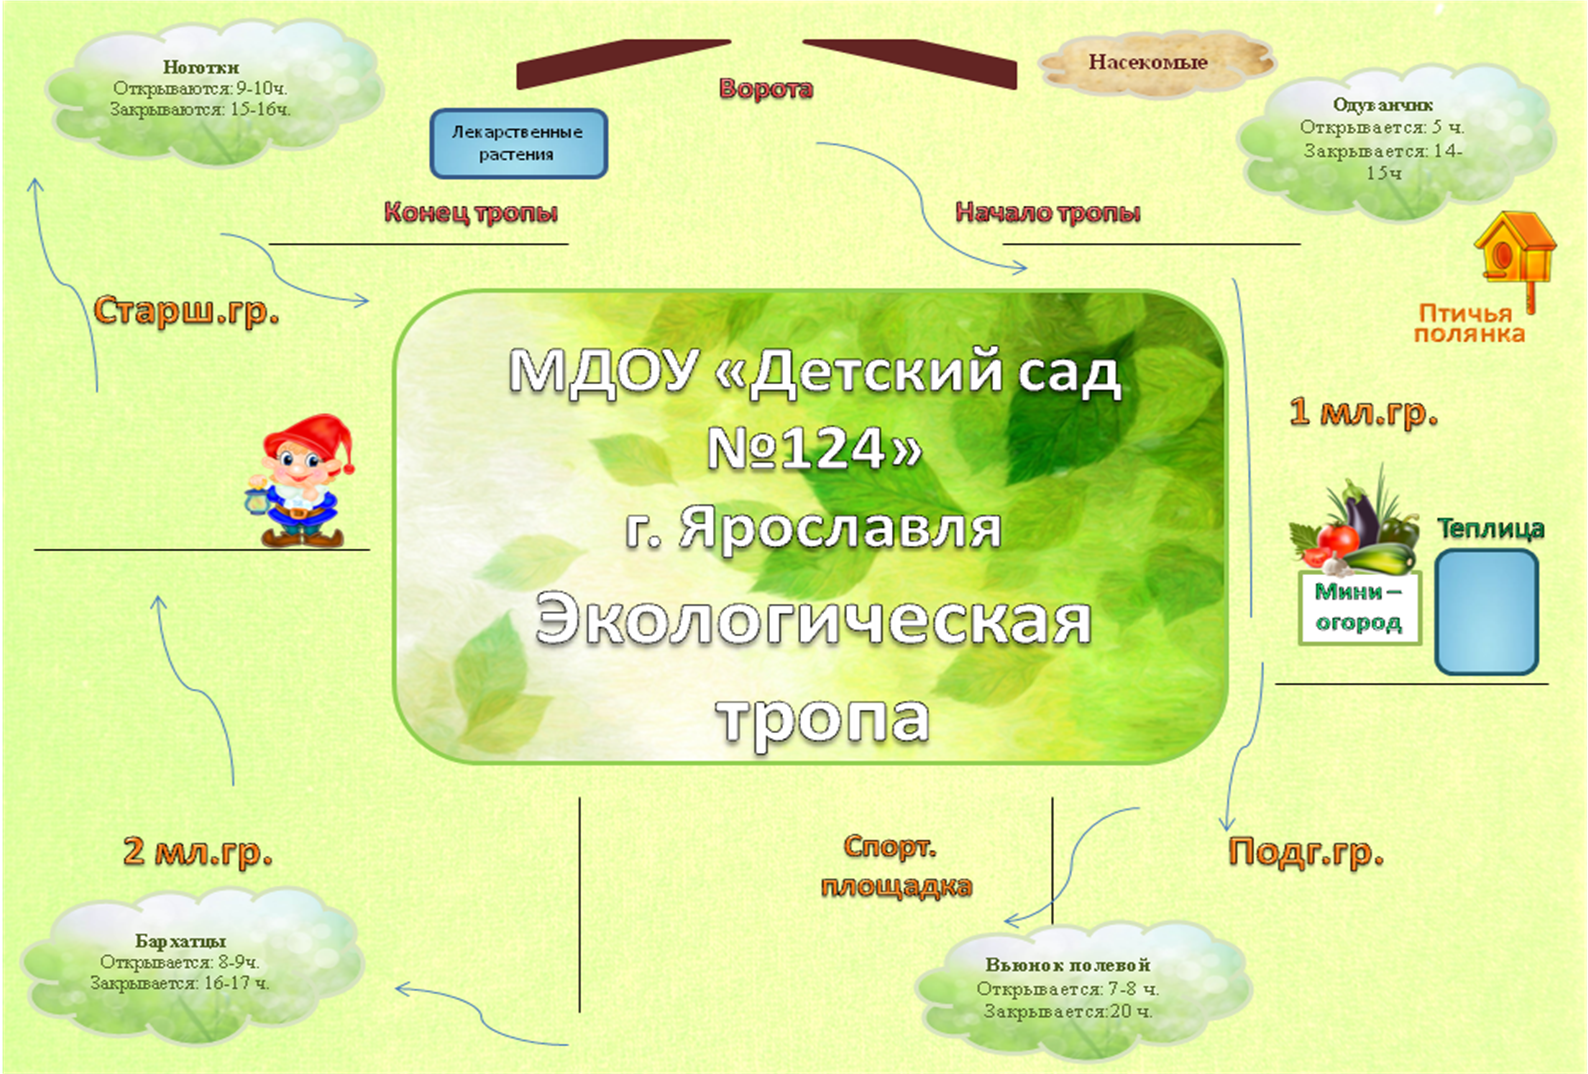 Ноготки
Открываются: 9-10ч.
Закрываются: 15-16ч.
Ворота
Насекомые
Одуванчик
Открывается: 5 ч.
Закрывается: 14-
15ч
Лекарственные
растения
Конец тропы
Начало тропы
Старш.гр.
Птичья
полянка
МДОУ «Детский сад
№124»
г. Ярославля
Экологическая
тропа
1 мл.гр.
Теплица
Мини –
огород
2 мл.гр.
Спорт.
площадка
Подг.гр.
Бархатцы
Открывается: 8-9ч.
Закрывается: 16-17 ч.
Вьюнок полевой
Открывается: 7-8 ч.
Закрывается:20 ч.